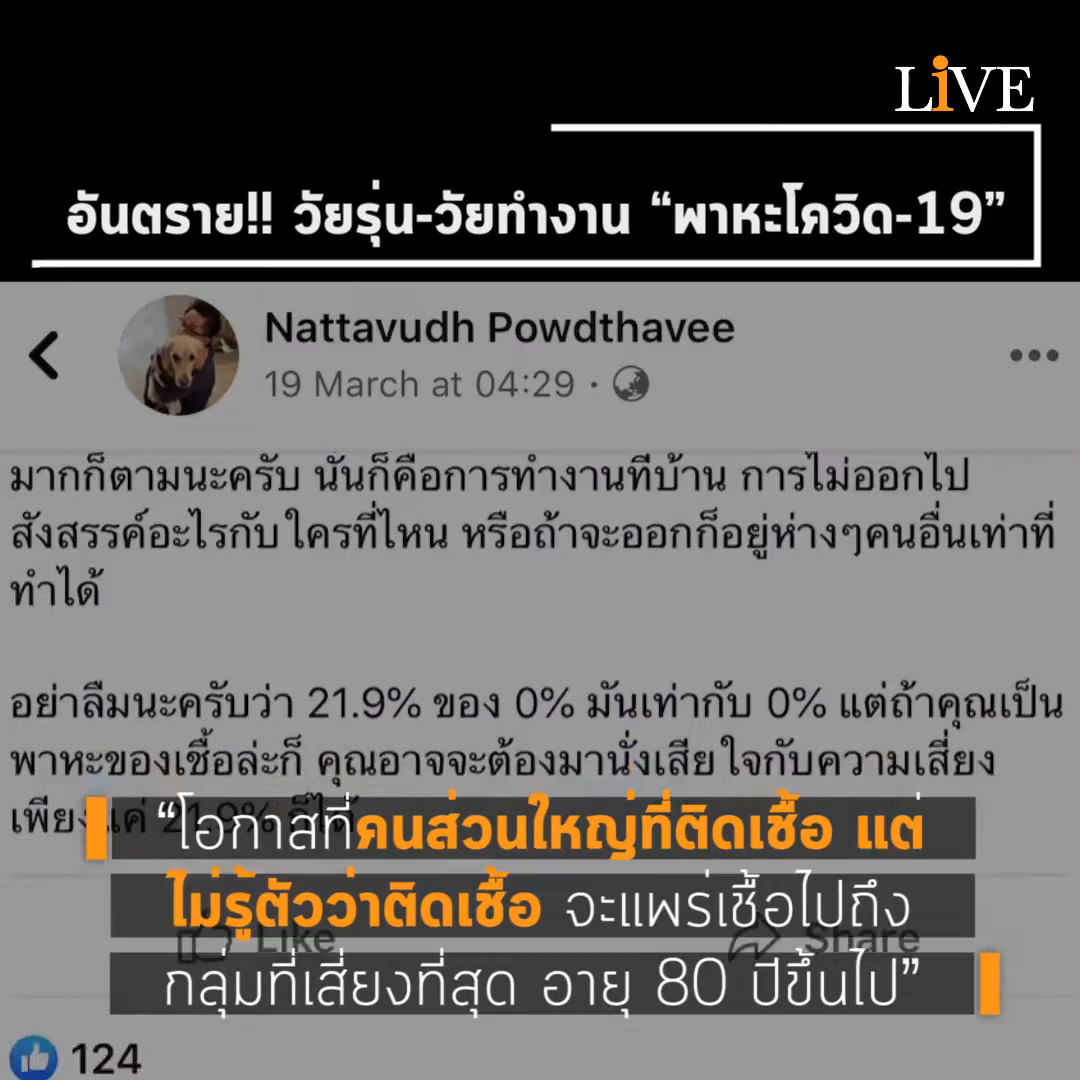 LiVE
อันตราย!! วัยรุ่น-วัยทำงาน “พาหะโควิด-19”
Nattavudh Powdthavee
19 March at 04:29 ·
มากก็ตามนะครับ นั่นก็คือการทำงานที่บ้าน การไม่ออกไป
สังสรรค์อะไรกับใครที่ไหน หรือถ้าจะออกก็อยู่ห่างๆคนอื่นเท่าที่
ทำได้
อย่าลืมนะครับว่า 21.9% ของ 0% มันเท่ากับ 0% แต่ถ้าคุณเป็น
พาหะของเชื้อล่ะก็ คุณอาจจะต้องมานั่งเสียใจกับความเสี่ยง
เพียงแค่ 21.9% ก็ได้
“โอกาสที่คนส่วนใหญ่ที่ติดเชื้อ แต่
ไม่รู้ตัวว่าติดเชื้อ จะแพร่เชื้อไปถึง
Like Share
กลุ่มที่เสี่ยงที่สุด อายุ 80 ปีขึ้นไป”
124